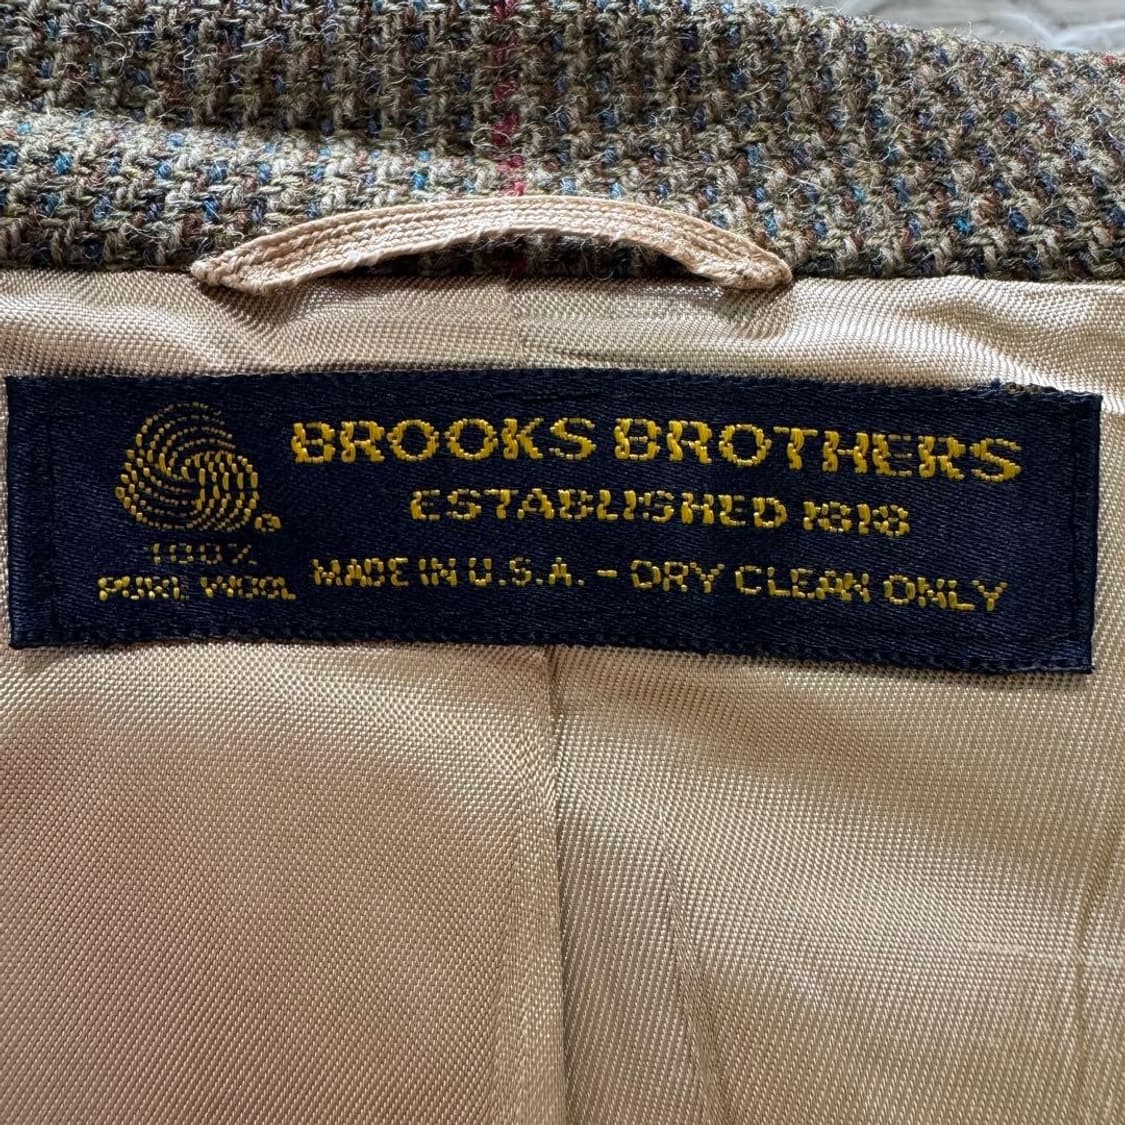 BROOKS BROTHERS
ESTABLISHED 1818
100%
PURE WOOL
MADE IN U.S.A. - DRY CLEAN ONLY